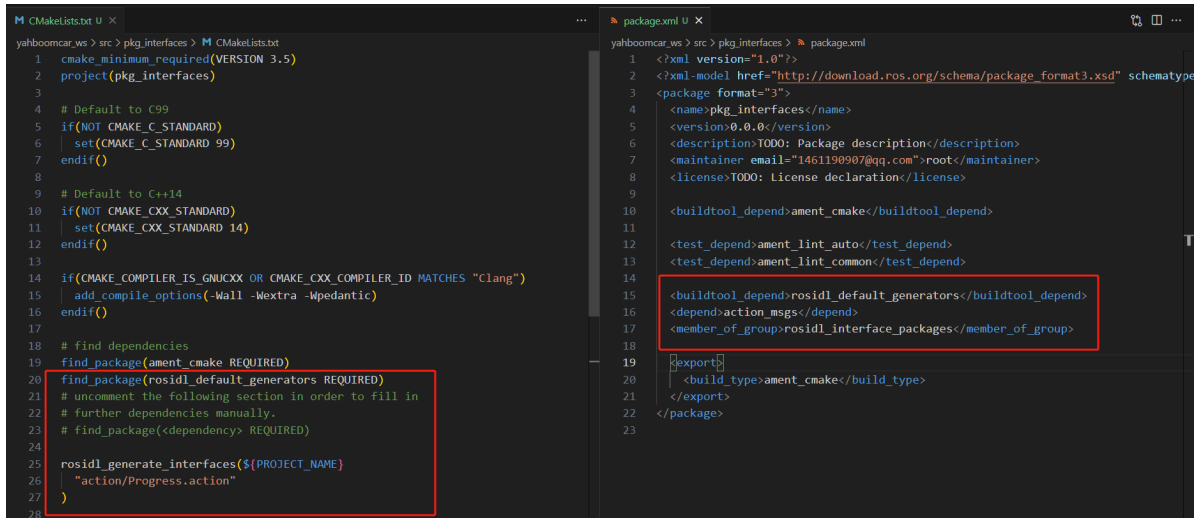 CMakeLists.txt U
yahboomcar_ws > src > pkg_interfaces > CMakeLists.txt
1 cmake_minimum_required(VERSION 3.5)
2 project(pkg_interfaces)
3
4 # Default to C99
5 if(NOT CMAKE_C_STANDARD)
6 set(CMAKE_C_STANDARD 99)
7 endif()
8
9 # Default to C++14
10 if(NOT CMAKE_CXX_STANDARD)
11 set(CMAKE_CXX_STANDARD 14)
12 endif()
13
14 if(CMAKE_COMPILER_IS_GNUCXX OR CMAKE_CXX_COMPILER_ID MATCHES "Clang")
15 add_compile_options(-Wall -Wextra -Wpedantic)
16 endif()
17
18 # find dependencies
19 find_package(ament_cmake REQUIRED)
20 find_package(rosidl_default_generators REQUIRED)
21 # uncomment the following section in order to fill in
22 # further dependencies manually.
23 # find_package(<dependency> REQUIRED)
24
25 rosidl_generate_interfaces(${PROJECT_NAME}
26 "action/Progress.action"
27 )
28
package.xml U
yahboomcar_ws > src > pkg_interfaces > package.xml
1 <?xml version="1.0"?>
2 <?xml-model href="http://download.ros.org/schema/package_format3.xsd" schematype
3 <package format="3">
4 <name>pkg_interfaces</name>
5 <version>0.0.0</version>
6 <description>TODO: Package description</description>
7 <maintainer email="1461190907@qq.com">root</maintainer>
8 <license>TODO: License declaration</license>
9
10 <buildtool_depend>ament_cmake</buildtool_depend>
11
12 <test_depend>ament_lint_auto</test_depend>
13 <test_depend>ament_lint_common</test_depend>
14
15 <buildtool_depend>rosidl_default_generators</buildtool_depend>
16 <depend>action_msgs</depend>
17 <member_of_group>rosidl_interface_packages</member_of_group>
18
19 <export>
20 <build_type>ament_cmake</build_type>
21 </export>
22 </package>
23